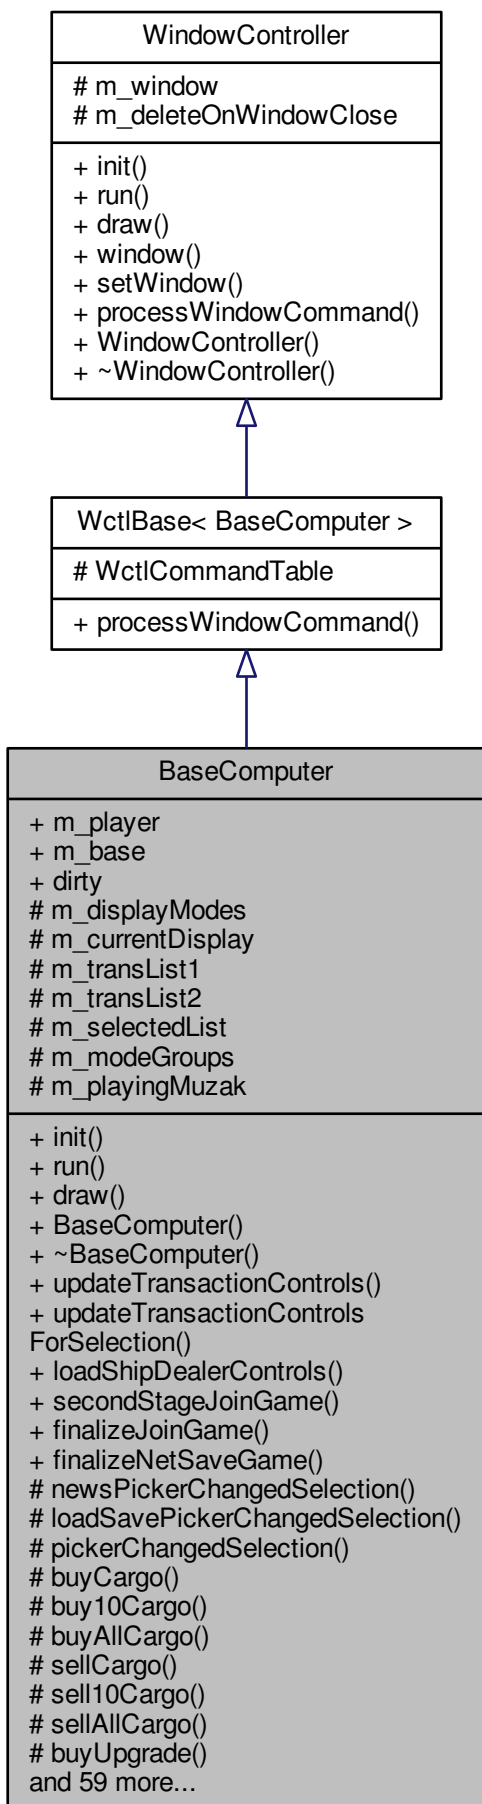 WindowController
# m_window
# m_deleteOnWindowClose
+ init()
+ run()
+ draw()
+ window()
+ setWindow()
+ processWindowCommand()
+ WindowController()
+ ~WindowController()
WctlBase< BaseComputer >
# WctlCommandTable
+ processWindowCommand()
BaseComputer
+ m_player
+ m_base
+ dirty
# m_displayModes
# m_currentDisplay
# m_transList1
# m_transList2
# m_selectedList
# m_modeGroups
# m_playingMuzak
+ init()
+ run()
+ draw()
+ BaseComputer()
+ ~BaseComputer()
+ updateTransactionControls()
+ updateTransactionControls
ForSelection()
+ loadShipDealerControls()
+ secondStageJoinGame()
+ finalizeJoinGame()
+ finalizeNetSaveGame()
# newsPickerChangedSelection()
# loadSavePickerChangedSelection()
# pickerChangedSelection()
# buyCargo()
# buy10Cargo()
# buyAllCargo()
# sellCargo()
# sell10Cargo()
# sellAllCargo()
# buyUpgrade()
and 59 more...